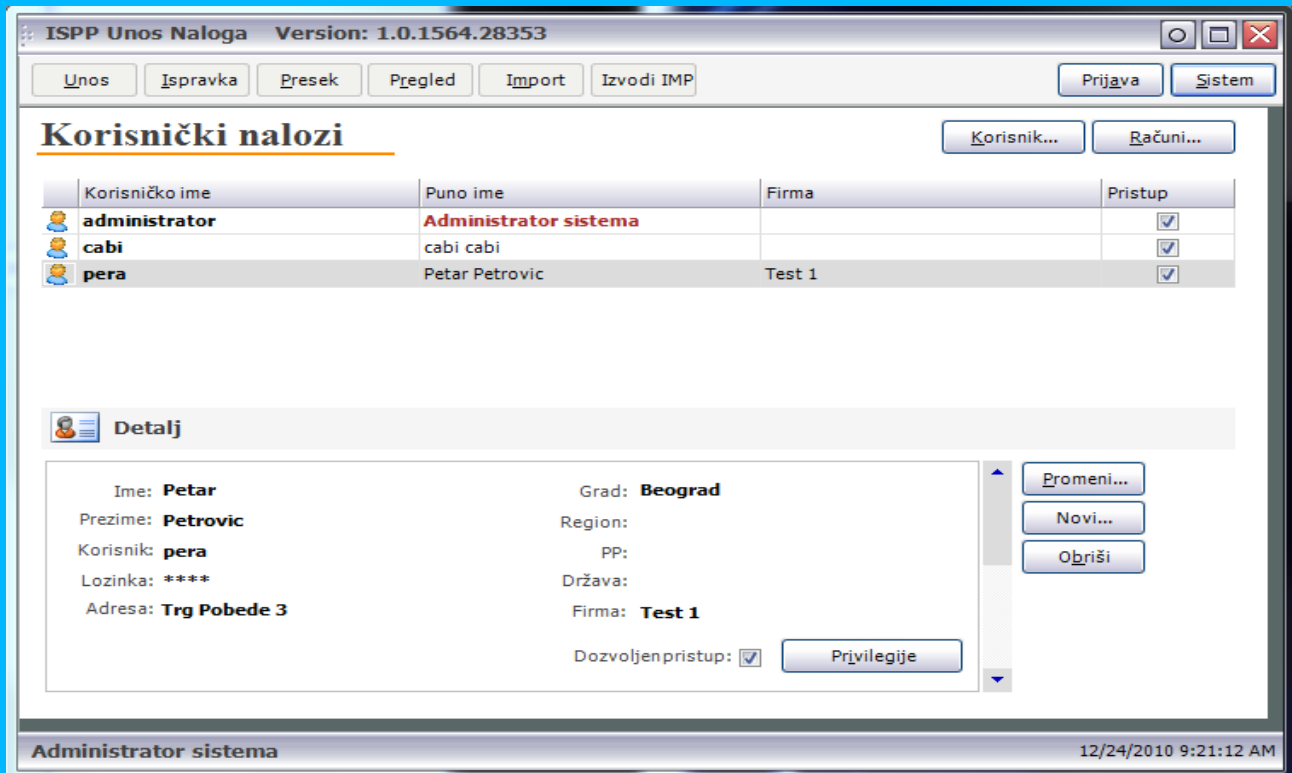 ISPP Unos Naloga Version: 1.0.1564.28353
Unos Ispravka Presek Pregled Import Izvodi IMP Prijava Sistem
Korisnički nalozi Korisnik... Računi...
Korisničko ime Puno ime Firma Pristup
administrator Administrator sistema
cabi cabi cabi
pera Petar Petrovic Test 1
Detalj
Ime: Petar Grad: Beograd Promeni...
Prezime: Petrovic Region: Novi...
Korisnik: pera PP: Obriši
Lozinka: **** Država:
Adresa: Trg Pobede 3 Firma: Test 1
Dozvoljen pristup: Privilegije
Administrator sistema 12/24/2010 9:21:12 AM